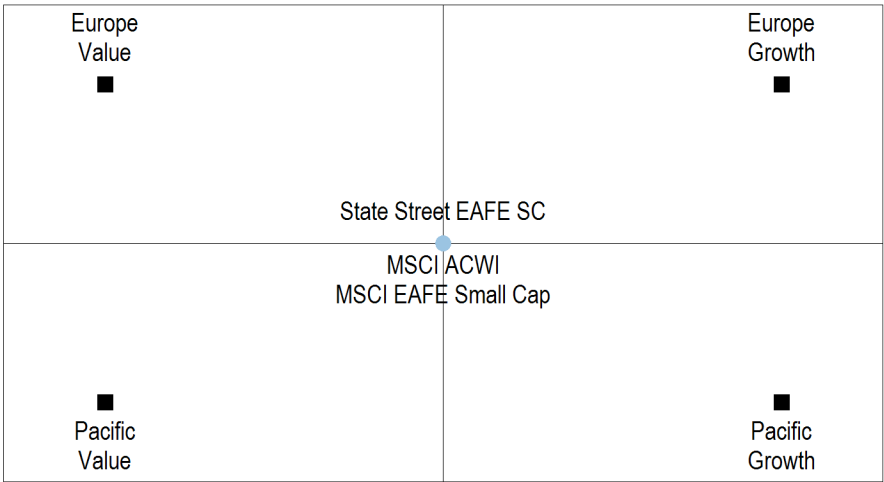 Europe
Value
Europe
Growth
State Street EAFE SC
MSCI ACWI
MSCI EAFE Small Cap
Pacific
Value
Pacific
Growth